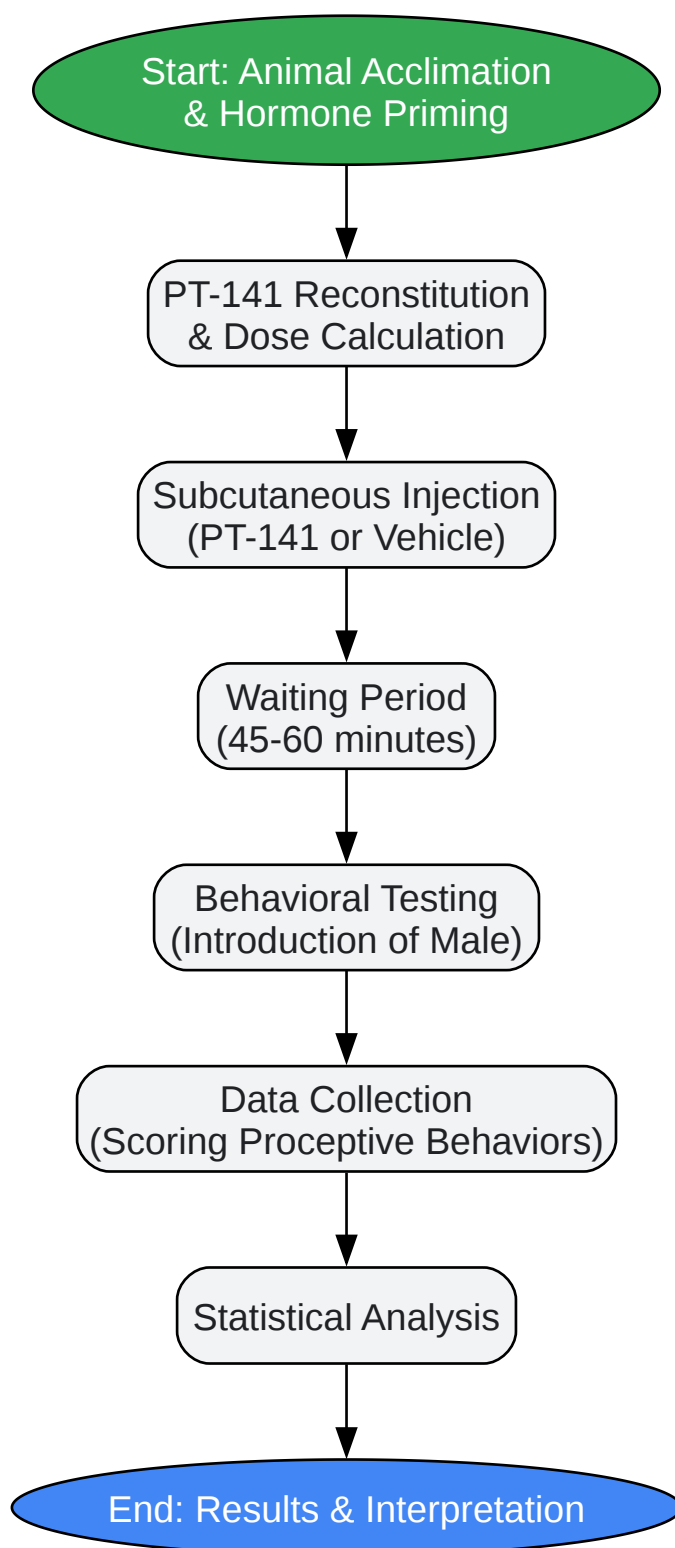 Start: Animal Acclimation
& Hormone Priming
PT-141 Reconstitution
& Dose Calculation
Subcutaneous Injection
(PT-141 or Vehicle)
Waiting Period
(45-60 minutes)
Behavioral Testing
(Introduction of Male)
Data Collection
(Scoring Proceptive Behaviors)
Statistical Analysis
End: Results & Interpretation